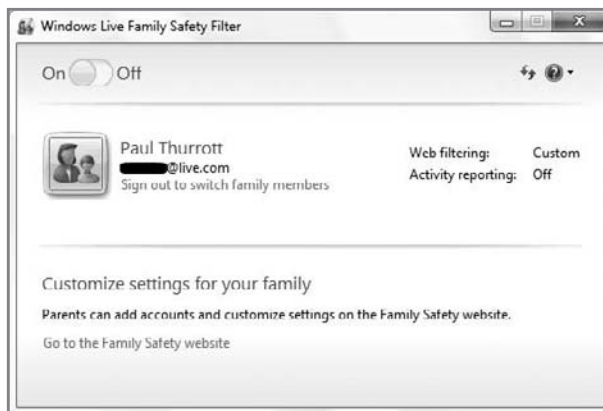 Windows Live Family Safety Filter
On Off
Paul Thurrott
@live.com
Sign out to switch family members
Web filtering: Custom
Activity reporting: Off
Customize settings for your family
Parents can add accounts and customize settings on the Family Safety website.
Go to the Family Safety website